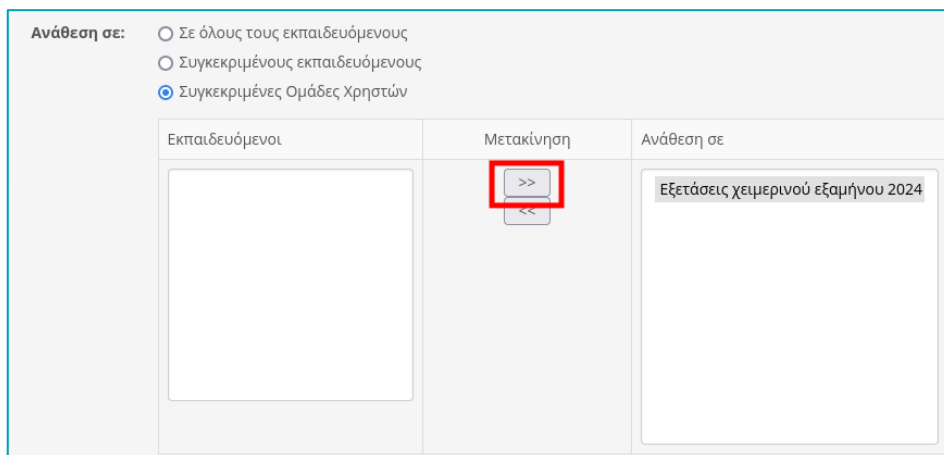 Ανάθεση σε:
Σε όλους τους εκπαιδευόμενους
Συγκεκριμένους εκπαιδευόμενους
Συγκεκριμένες Ομάδες Χρηστών
Εκπαιδευόμενοι Μετακίνηση Ανάθεση σε
>>
<<
Εξετάσεις χειμερινού εξαμήνου 2024